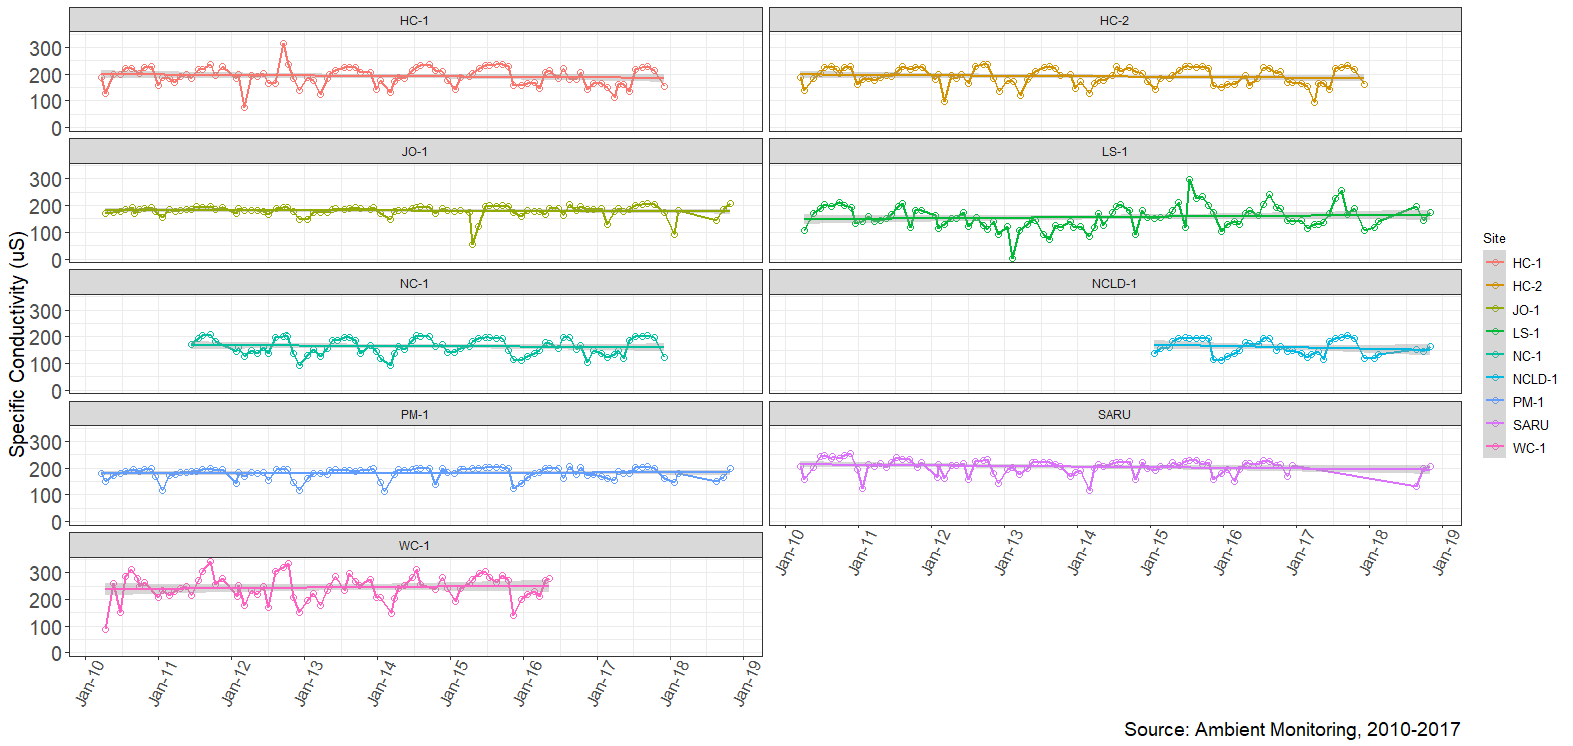 HC-1
HC-2
300
200
100
0
JO-1
LS-1
300
200
100
0
NC-1
NCLD-1
300
200
100
0
PM-1
SARU
300
200
100
0
WC-1
300
200
100
0
Specific Conductivity (uS)
Jan-10 Jan-11 Jan-12 Jan-13 Jan-14 Jan-15 Jan-16 Jan-17 Jan-18 Jan-19
Jan-10 Jan-11 Jan-12 Jan-13 Jan-14 Jan-15 Jan-16 Jan-17 Jan-18 Jan-19
Site
HC-1
HC-2
JO-1
LS-1
NC-1
NCLD-1
PM-1
SARU
WC-1
Source: Ambient Monitoring, 2010-2017